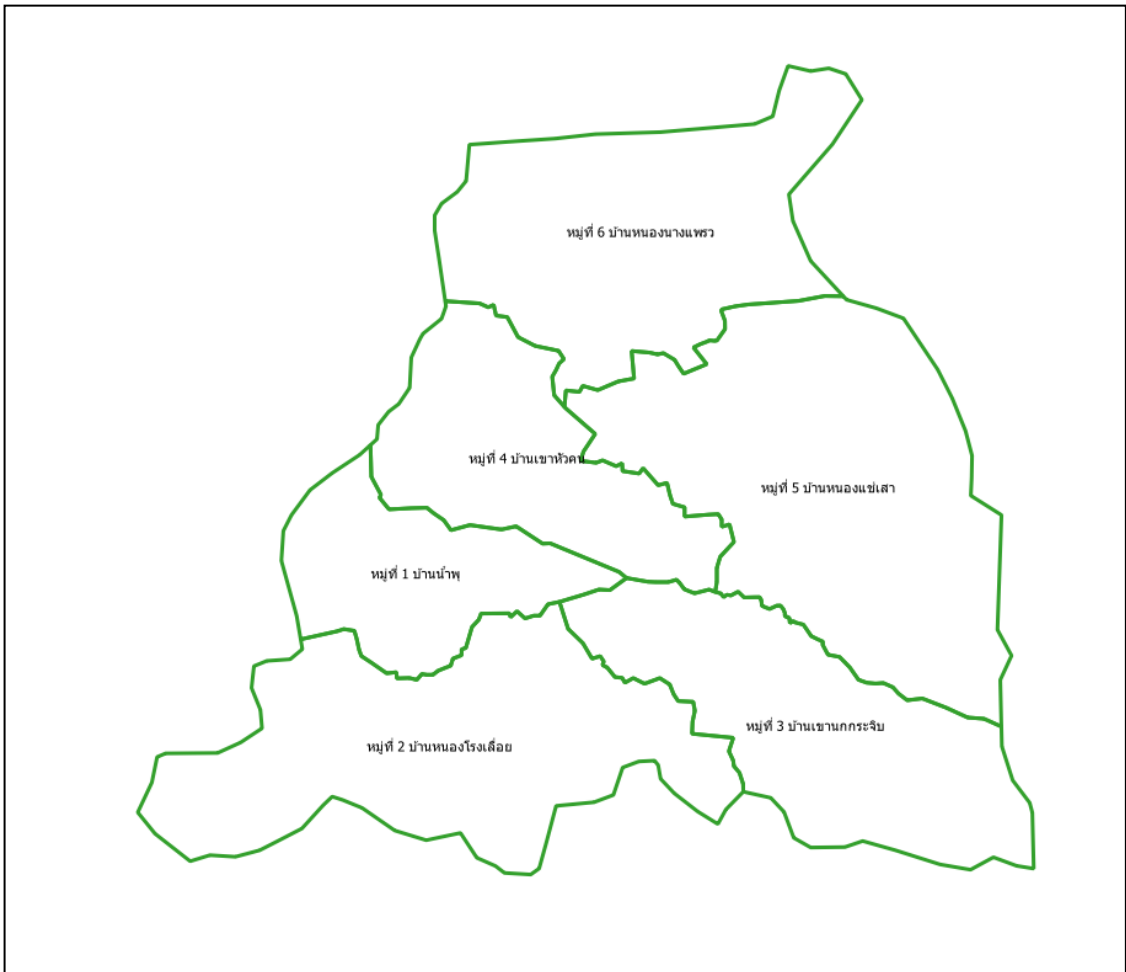 หมู่ที่ 6 บ้านหนองนางแพรว
หมู่ที่ 4 บ้านเขาหัวคน
หมู่ที่ 5 บ้านหนองแช่เสา
หมู่ที่ 1 บ้านน้ำพุ
หมู่ที่ 3 บ้านเขานกกระจิบ
หมู่ที่ 2 บ้านหนองโรงเลื่อย